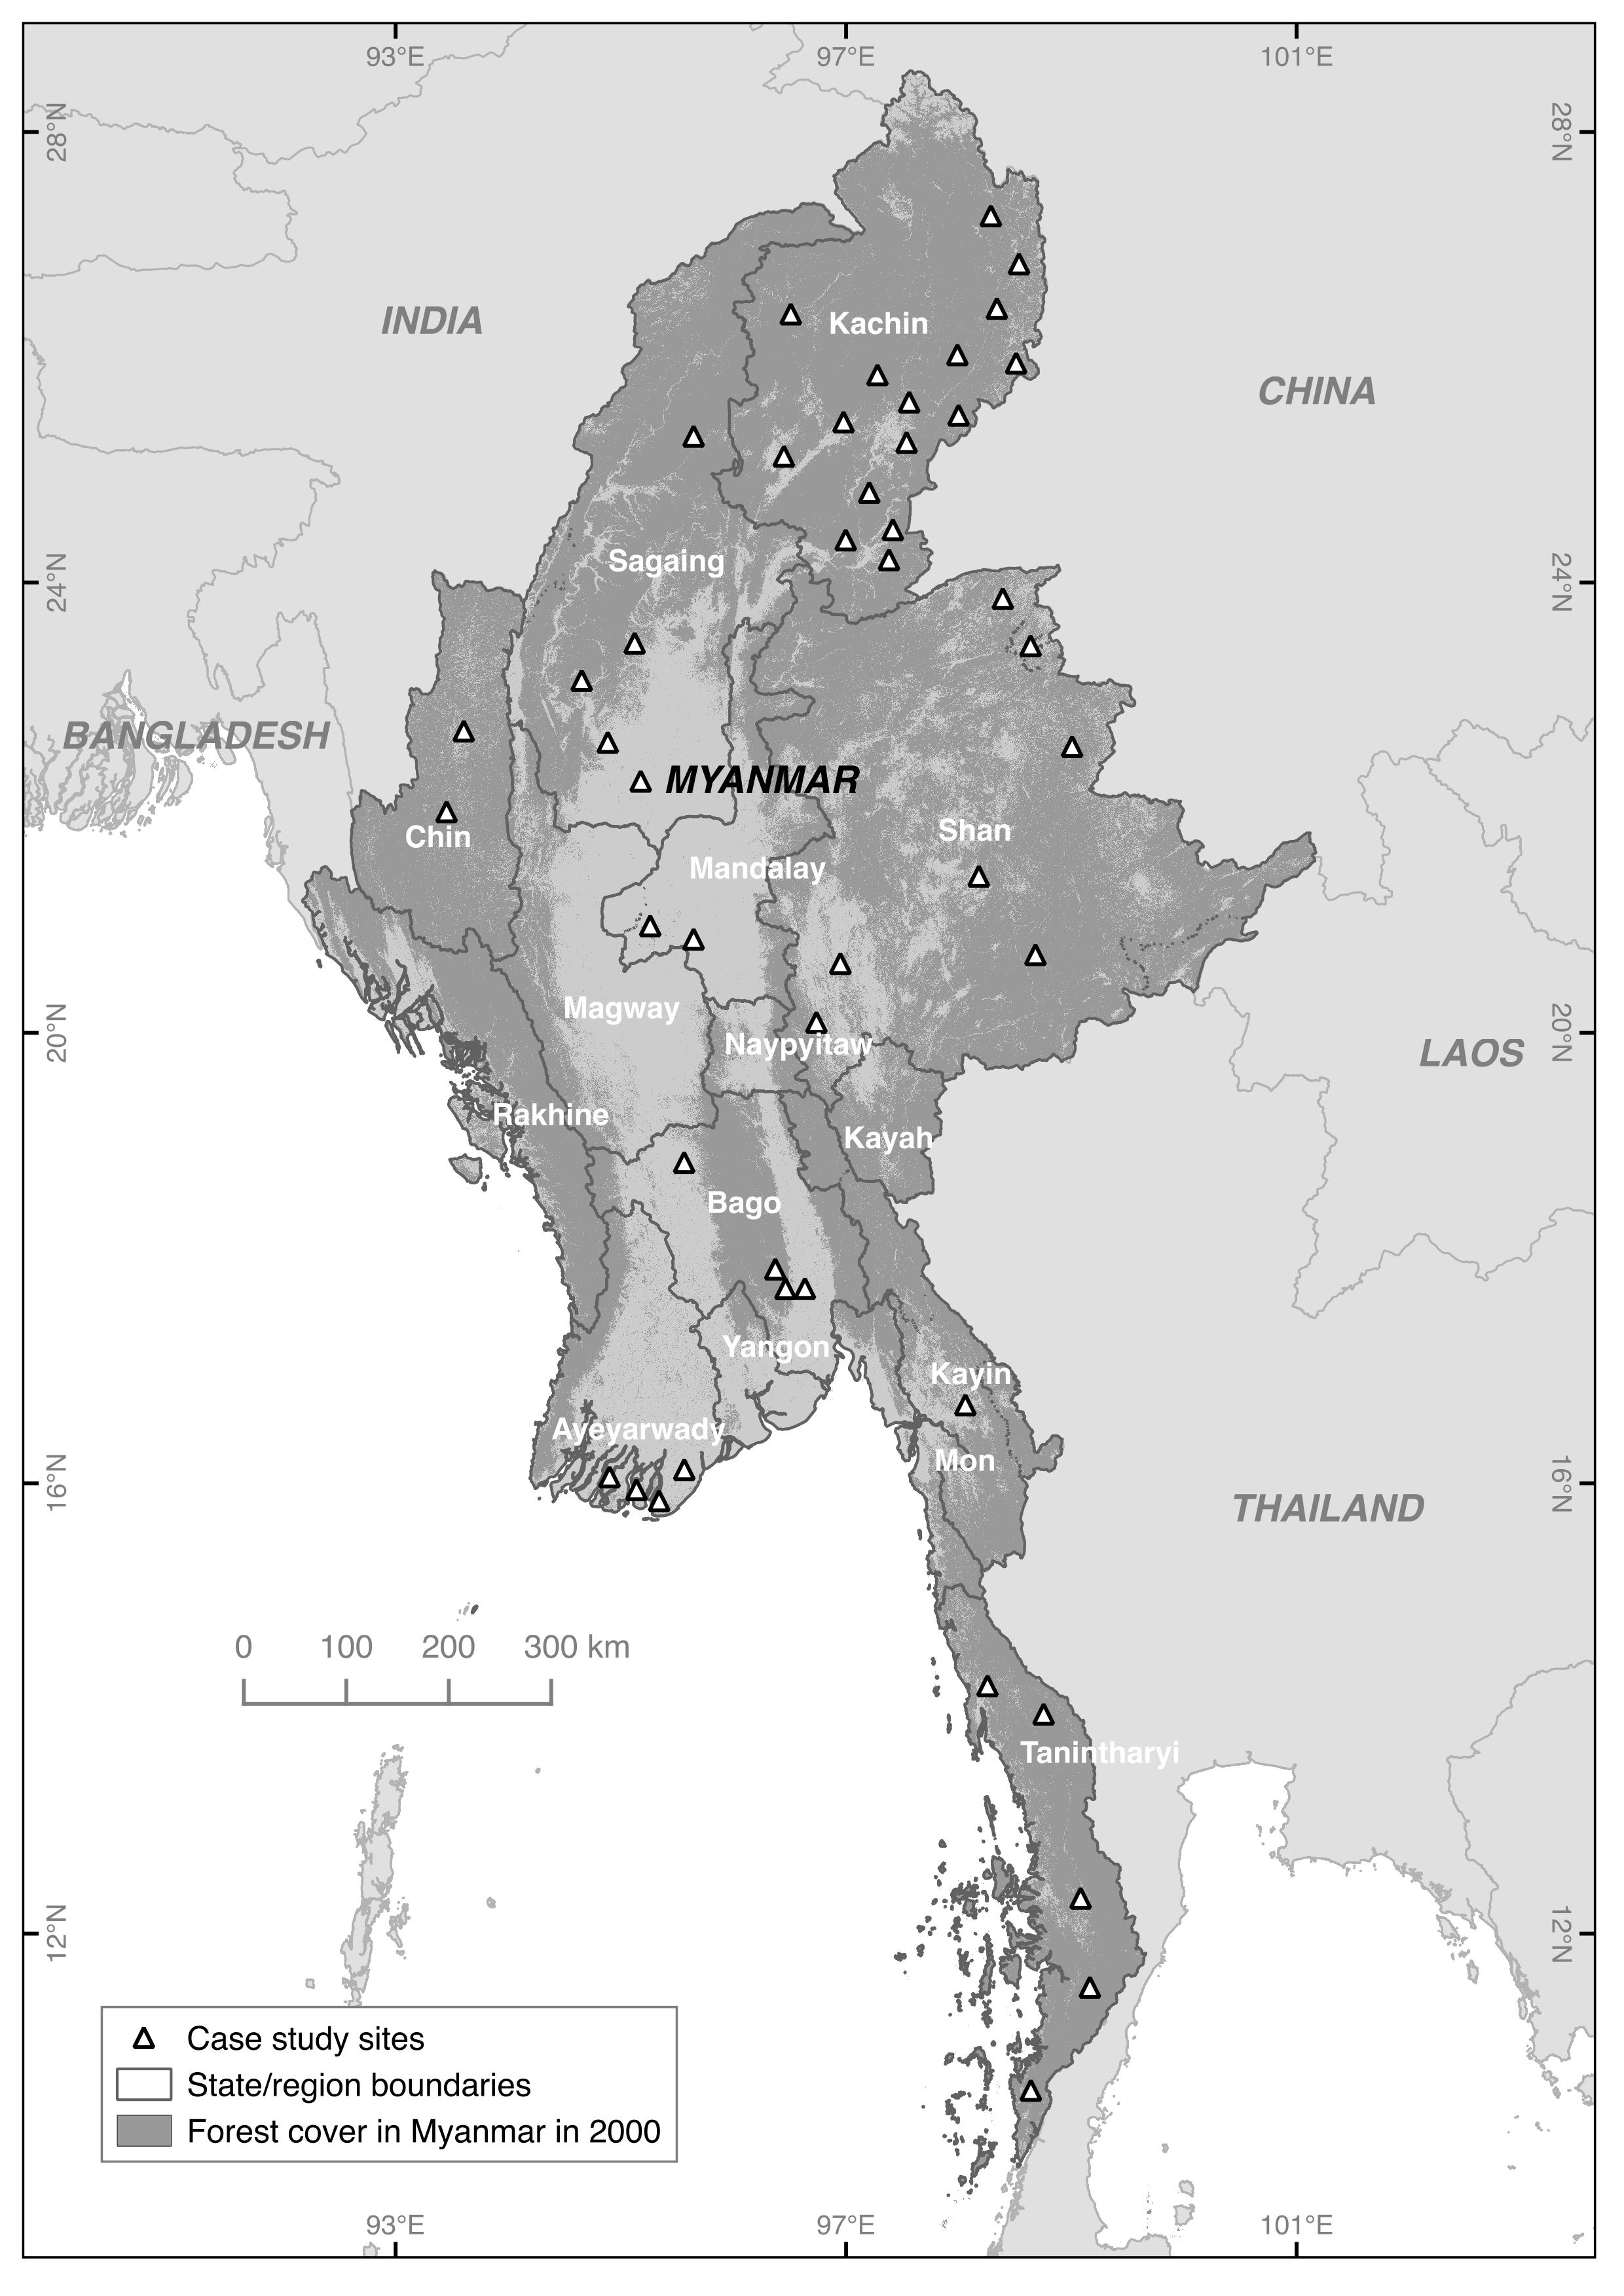 93°E
97°E
101°E
28°N
28°N
INDIA
Kachin
CHINA
24°N
Sagaing
24°N
BANGLADESH
MYANMAR
Chin
Shan
Mandalay
20°N
Magway
Naypyitaw
20°N
LAOS
Rakhine
Kayah
Bago
Yangon
Kayin
Ayeyarwady
Mon
16°N
THAILAND
16°N
0 100 200 300 km
Tanintharyi
12°N
12°N
Case study sites
State/region boundaries
Forest cover in Myanmar in 2000
93°E
97°E
101°E